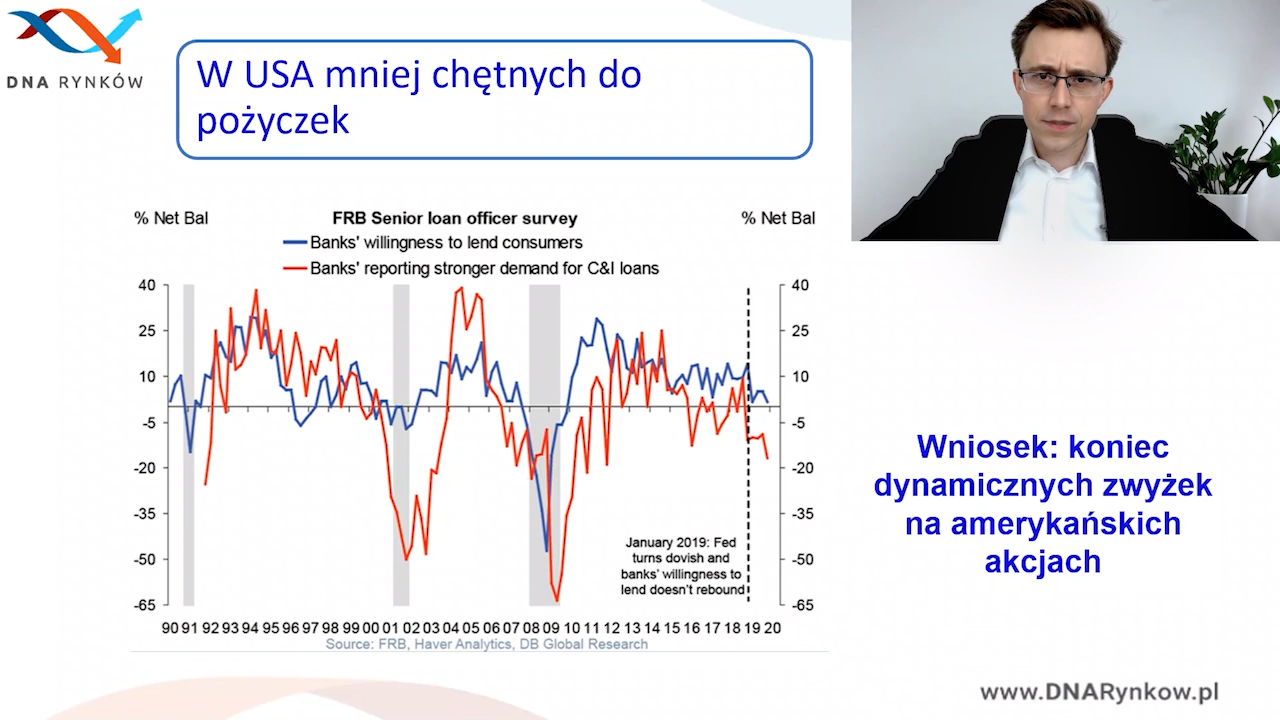 DNA RYNKÓW
W USA mniej chętnych do
pożyczek
% Net Bal
FRB Senior loan officer survey
% Net Bal
Banks' willingness to lend consumers
Banks' reporting stronger demand for C&I loans
40
25
10
-5
-20
-35
-50
-65
40
25
10
-5
-20
-35
-50
-65
January 2019: Fed
turns dovish and
banks' willingness to
lend doesn't rebound
90 91 92 93 94 95 96 97 98 99 00 01 02 03 04 05 06 07 08 09 10 11 12 13 14 15 16 17 18 19 20
Source: FRB, Haver Analytics, DB Global Research
Wniosek: koniec
dynamicznych zwyżek
na amerykańskich
akcjach
www.DNARynkow.pl